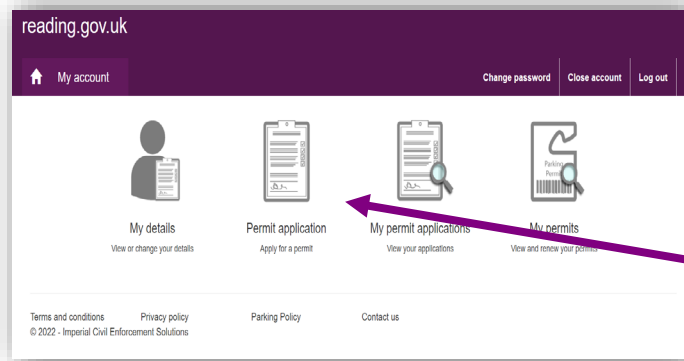 reading.gov.uk
My account
Change password
Close account
Log out
Parking
Permit
My details
Permit application
My permit applications
My permits
View or change your details
Apply for a permit
View your applications
View and renew your permits
Terms and conditions
Privacy policy
Parking Policy
Contact us
© 2022 - Imperial Civil Enforcement Solutions